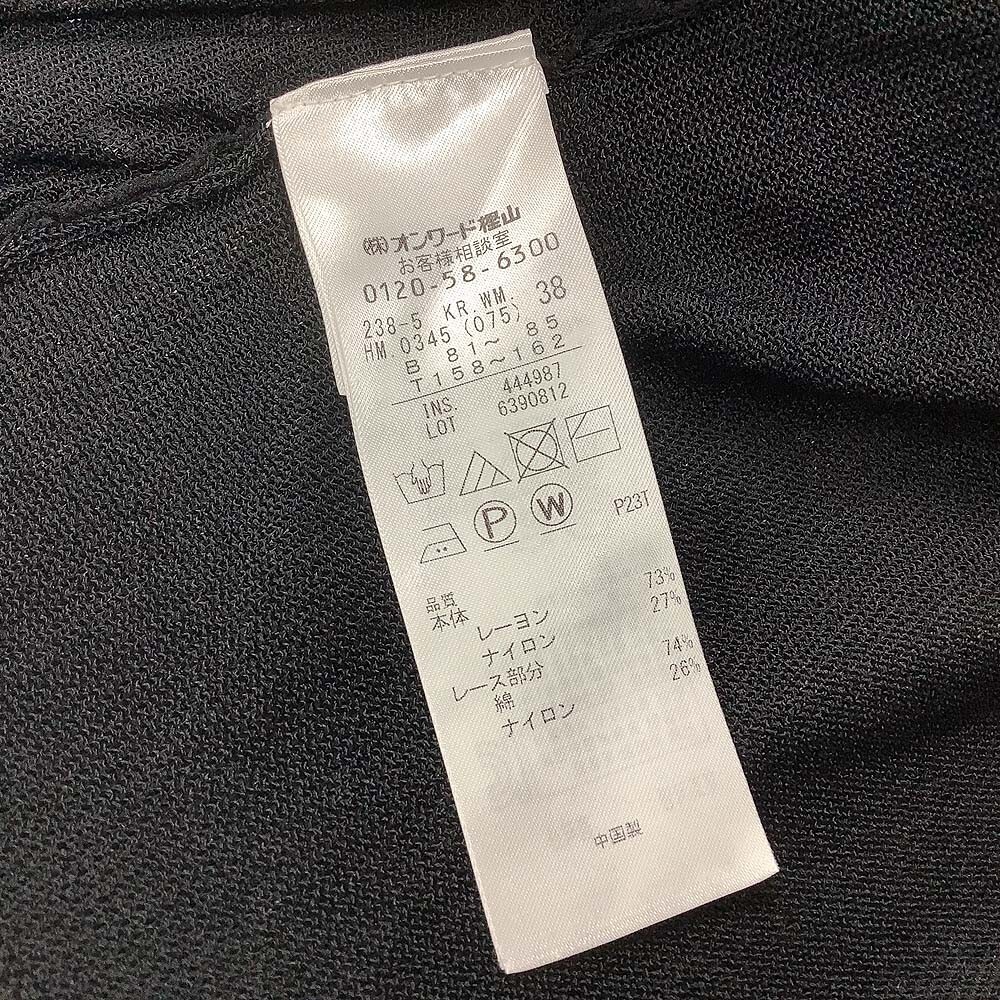 (株)オンワード樫山
お客様相談室
0120-58-6300
238-5 KR.WM. 38
HM.0345 (075)
B 81〜 85
T158〜162
INS. 444987
LOT 6390812
P W P23T
品質
本体
レーヨン 73%
ナイロン 27%
レース部分
綿 74%
ナイロン 26%
中国製